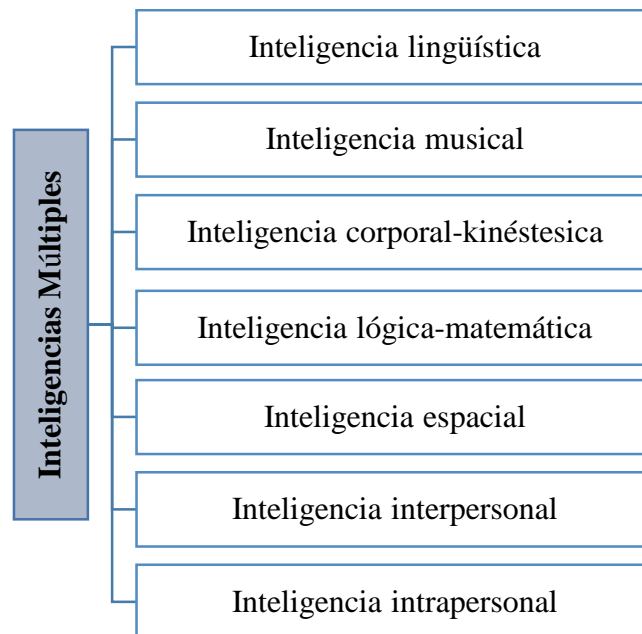 Inteligencias Múltiples
Inteligencia lingüística
Inteligencia musical
Inteligencia corporal-kinéstesica
Inteligencia lógica-matemática
Inteligencia espacial
Inteligencia interpersonal
Inteligencia intrapersonal